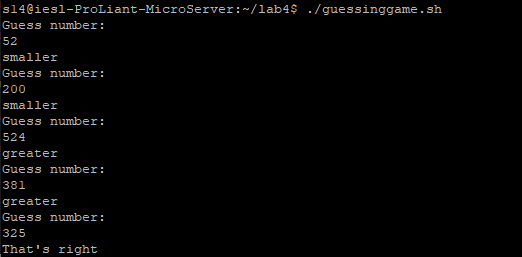 sl4@iesl-ProLiant-MicroServer:~/lab4$ ./guessinggame.sh
Guess number:
52
smaller
Guess number:
200
smaller
Guess number:
524
greater
Guess number:
381
greater
Guess number:
325
That's right